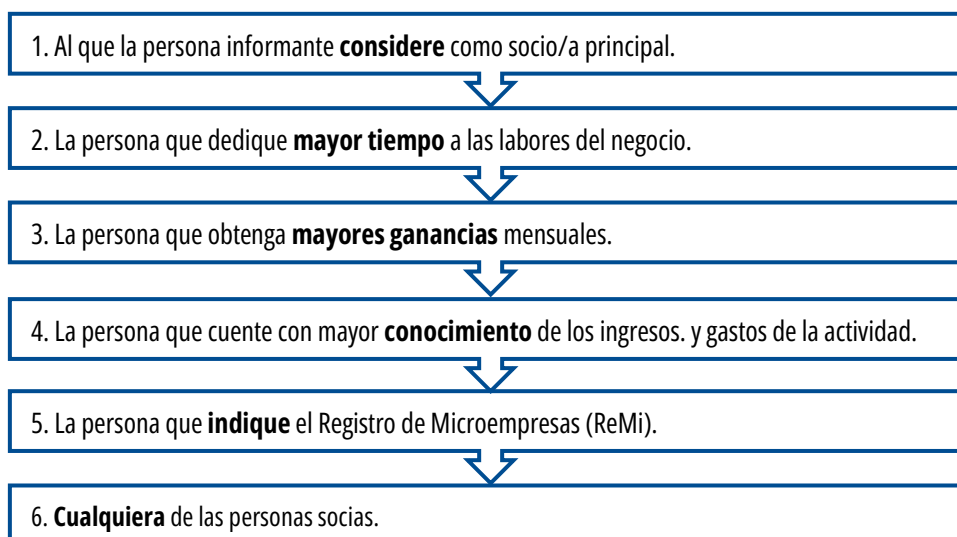 1. Al que la persona informante considere como socio/a principal.
2. La persona que dedique mayor tiempo a las labores del negocio.
3. La persona que obtenga mayores ganancias mensuales.
4. La persona que cuente con mayor conocimiento de los ingresos. y gastos de la actividad.
5. La persona que indique el Registro de Microempresas (ReMi).
6. Cualquiera de las personas socias.